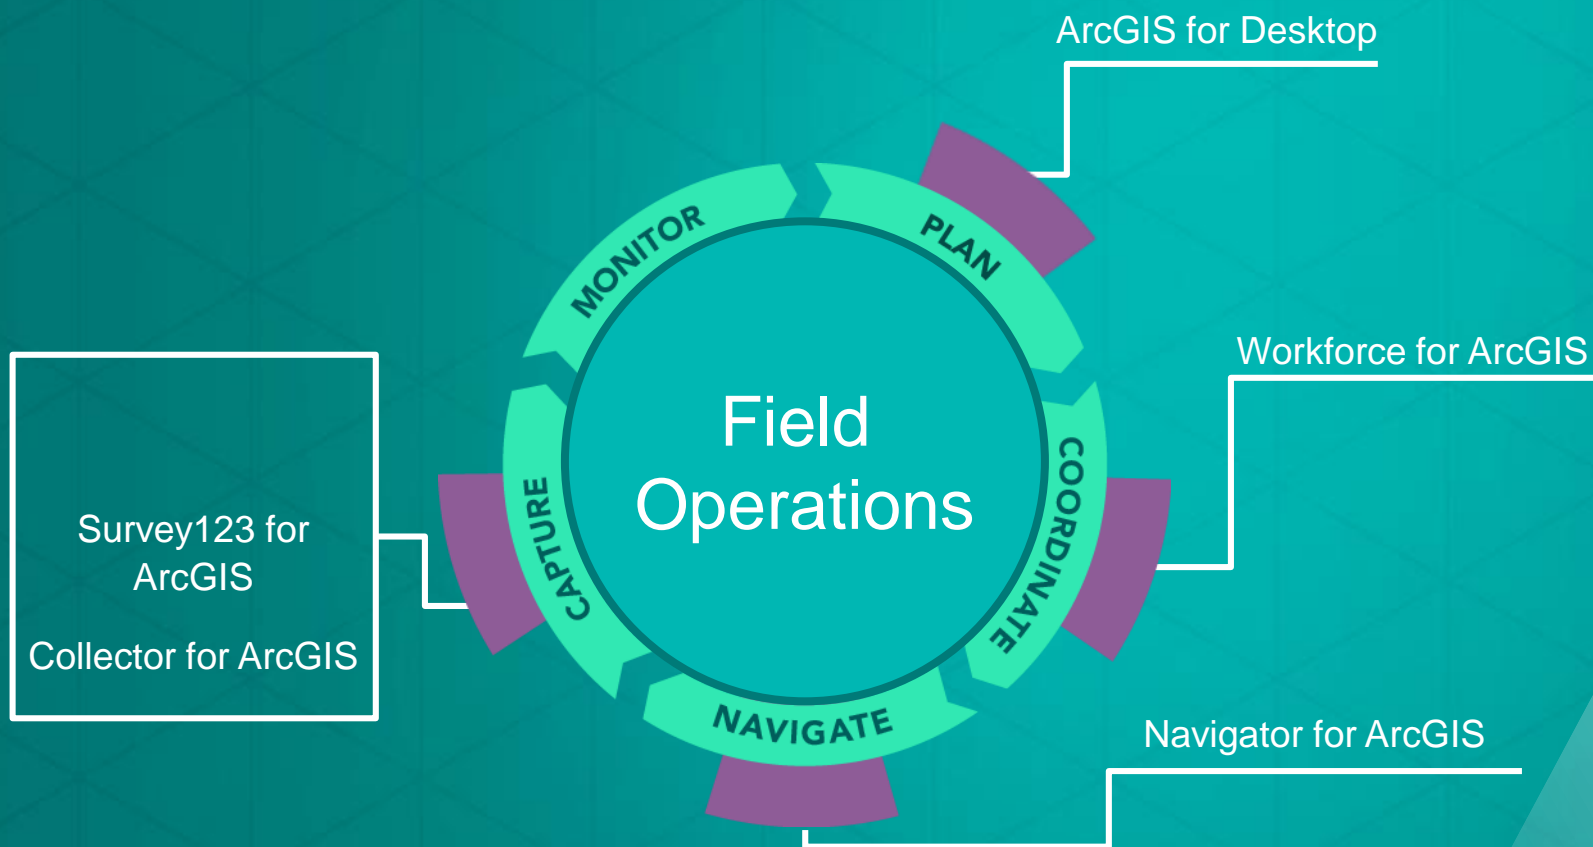 ArcGIS for Desktop
MONITOR
PLAN
Workforce for ArcGIS
Field
Operations
COORDINATE
CAPTURE
Survey123 for
ArcGIS
Collector for ArcGIS
NAVIGATE
Navigator for ArcGIS